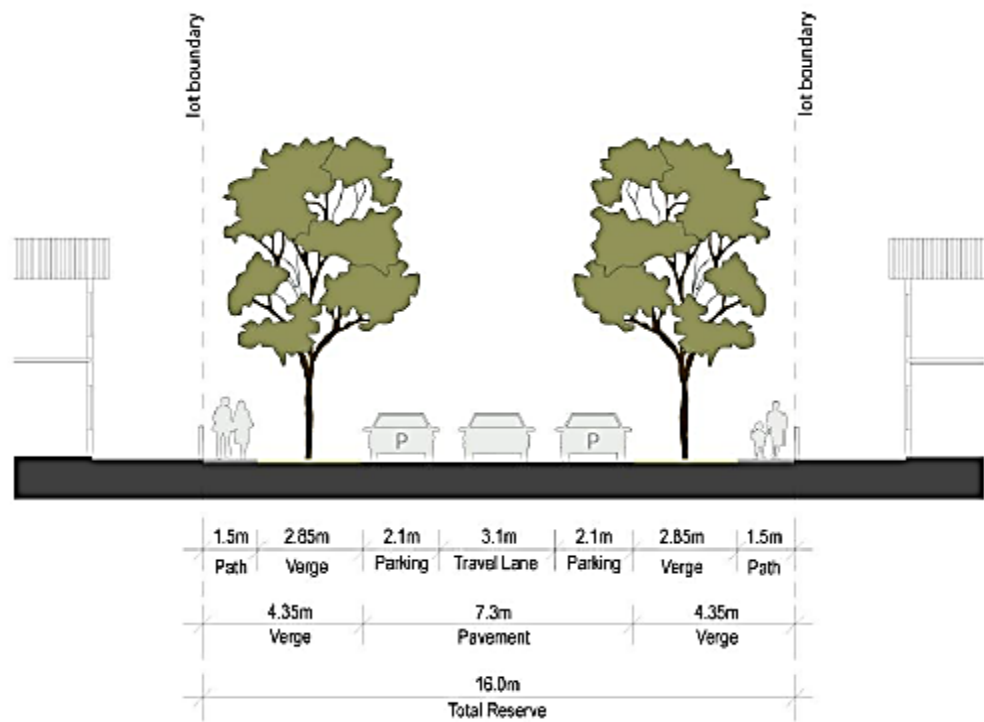 lot boundary
lot boundary
P
P
1.5m 2.85m 2.1m 3.1m 2.1m 2.85m 1.5m
Path Verge Parking Travel Lane Parking Verge Path
4.35m 7.3m 4.35m
Verge Pavement Verge
16.0m
Total Reserve